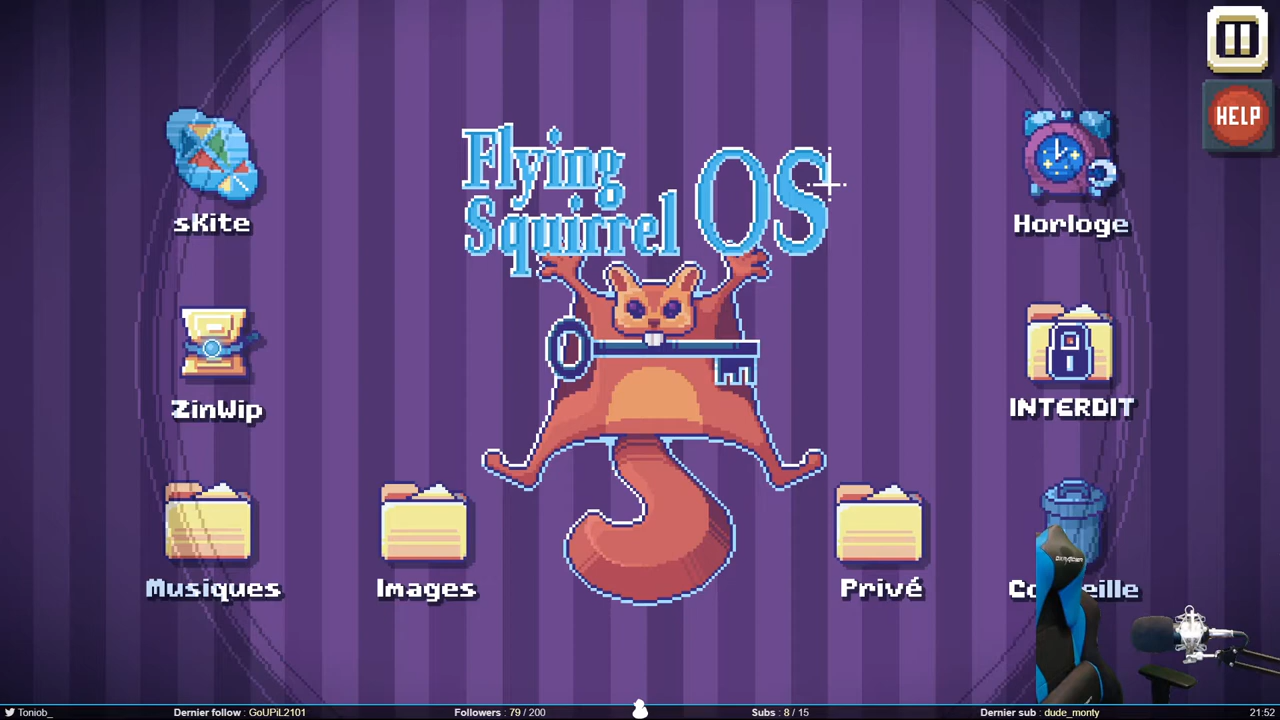 HELP
Flying
Squirrel OS
sKite
Horloge
ZinWip
INTERDIT
Musiques
Images
Privé
Toniob_
Dernier follow : GoUPiL2101
Followers : 79 / 200
Subs : 8 / 15
Dernier sub : dude_monty
21:52